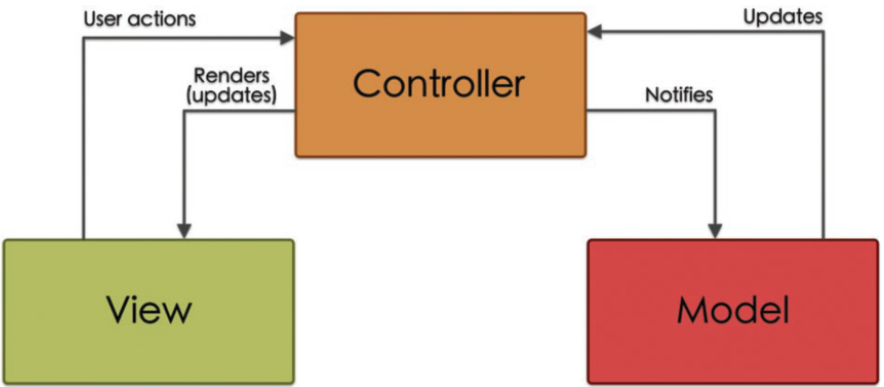 User actions
Updates
Controller
Renders
(updates)
Notifies
View
Model